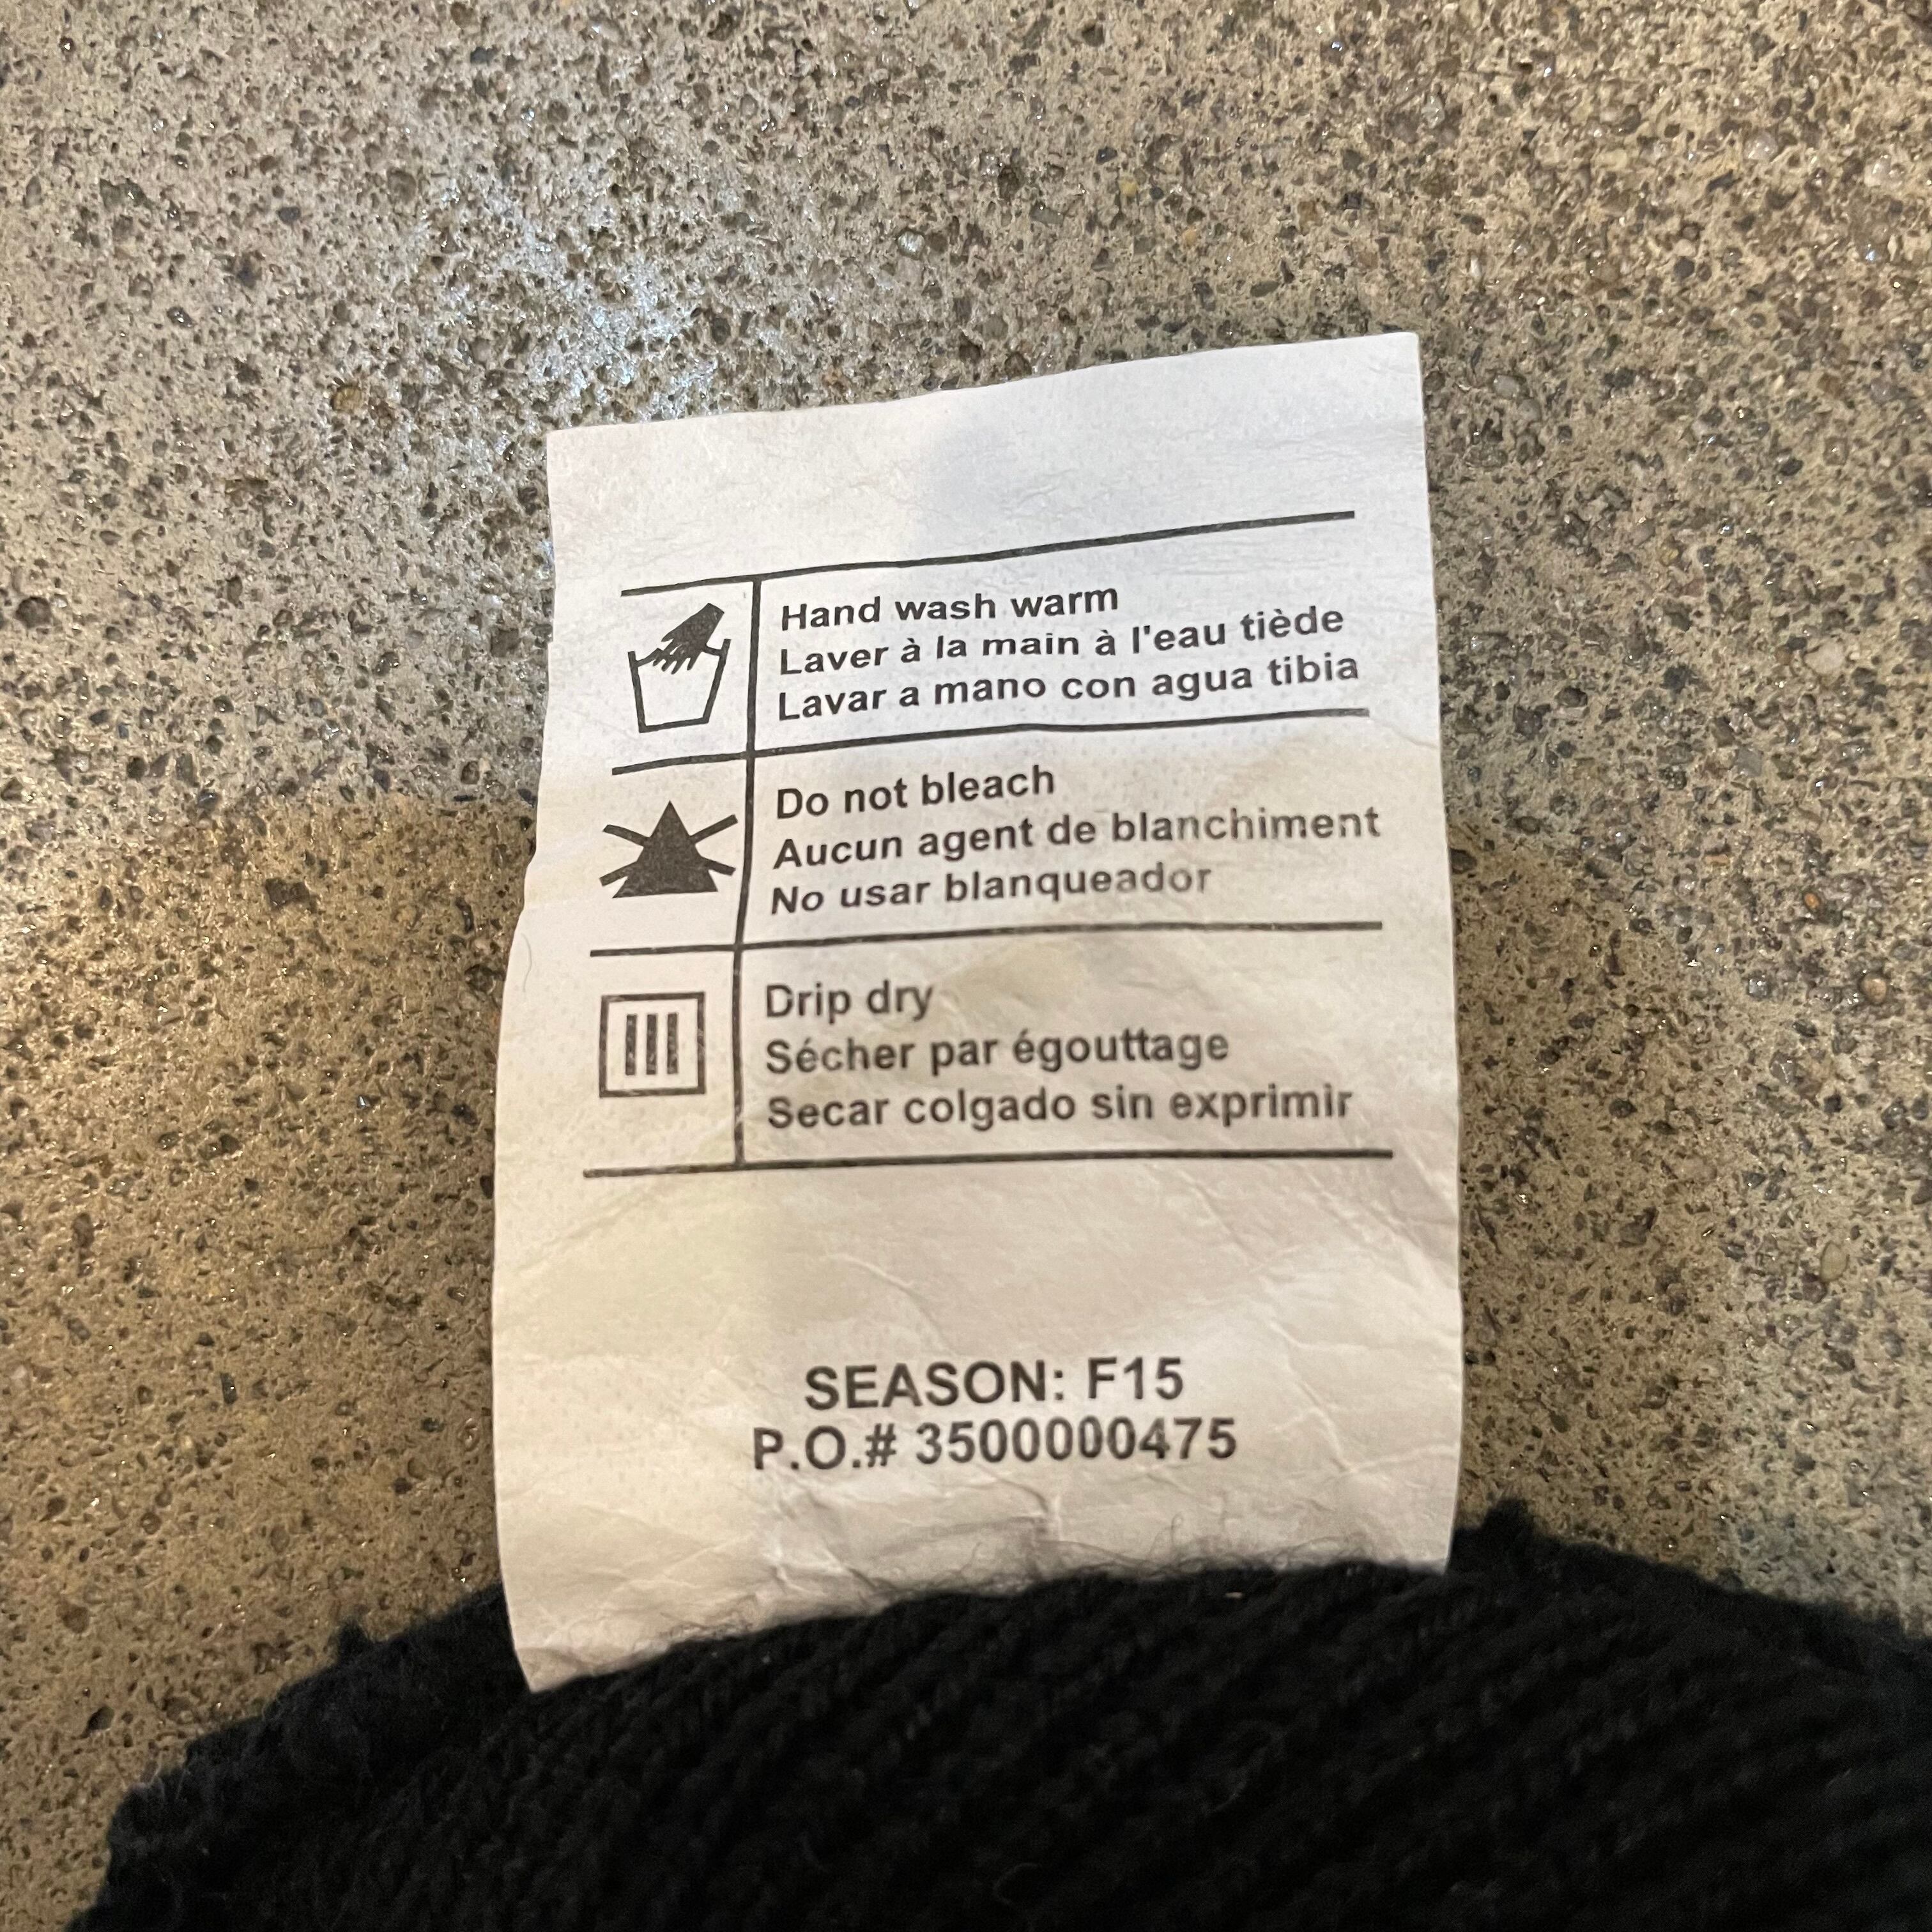 Hand wash warm
Laver à la main à l'eau tiède
Lavar a mano con agua tibia
Do not bleach
Aucun agent de blanchiment
No usar blanqueador
Drip dry
Sécher par égouttage
Secar colgado sin exprimir
SEASON: F15
P.O.# 3500000475